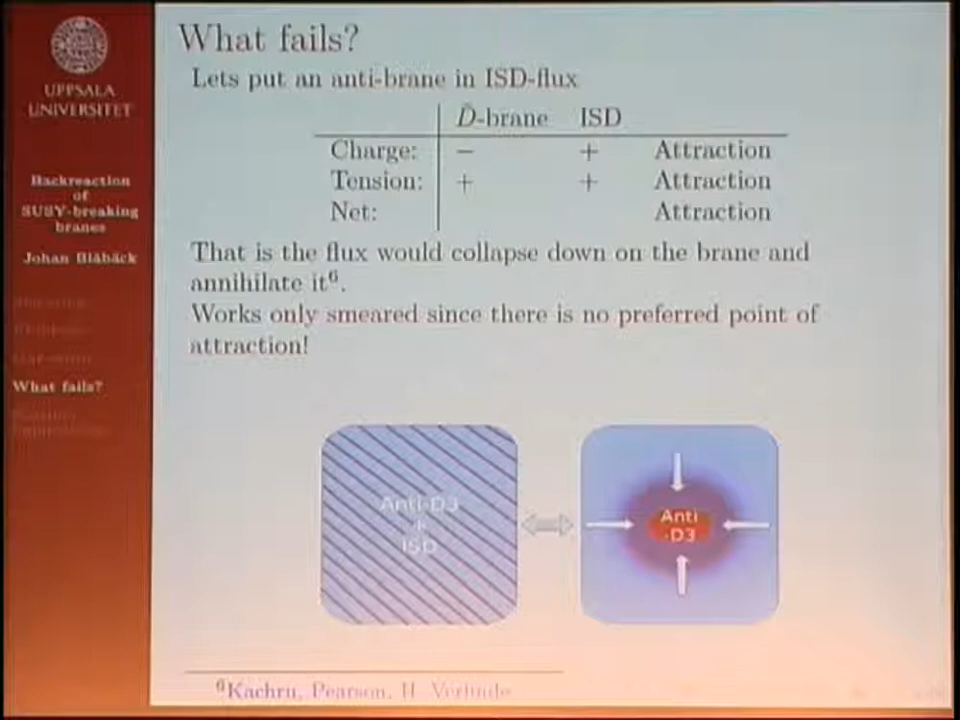 UPPSALA
UNIVERSITET
Backreaction
of
SUSY-breaking
branes
Johan Blåbäck
What fails?
What fails?
Lets put an anti-brane in ISD-flux
D̄-brane ISD
Charge: − + Attraction
Tension: + + Attraction
Net: Attraction
That is the flux would collapse down on the brane and
annihilate it⁶.
Works only smeared since there is no preferred point of
attraction!
Anti-D3
+
ISD
Anti
-D3
⁶Kachru, Pearson, H. Verlinde